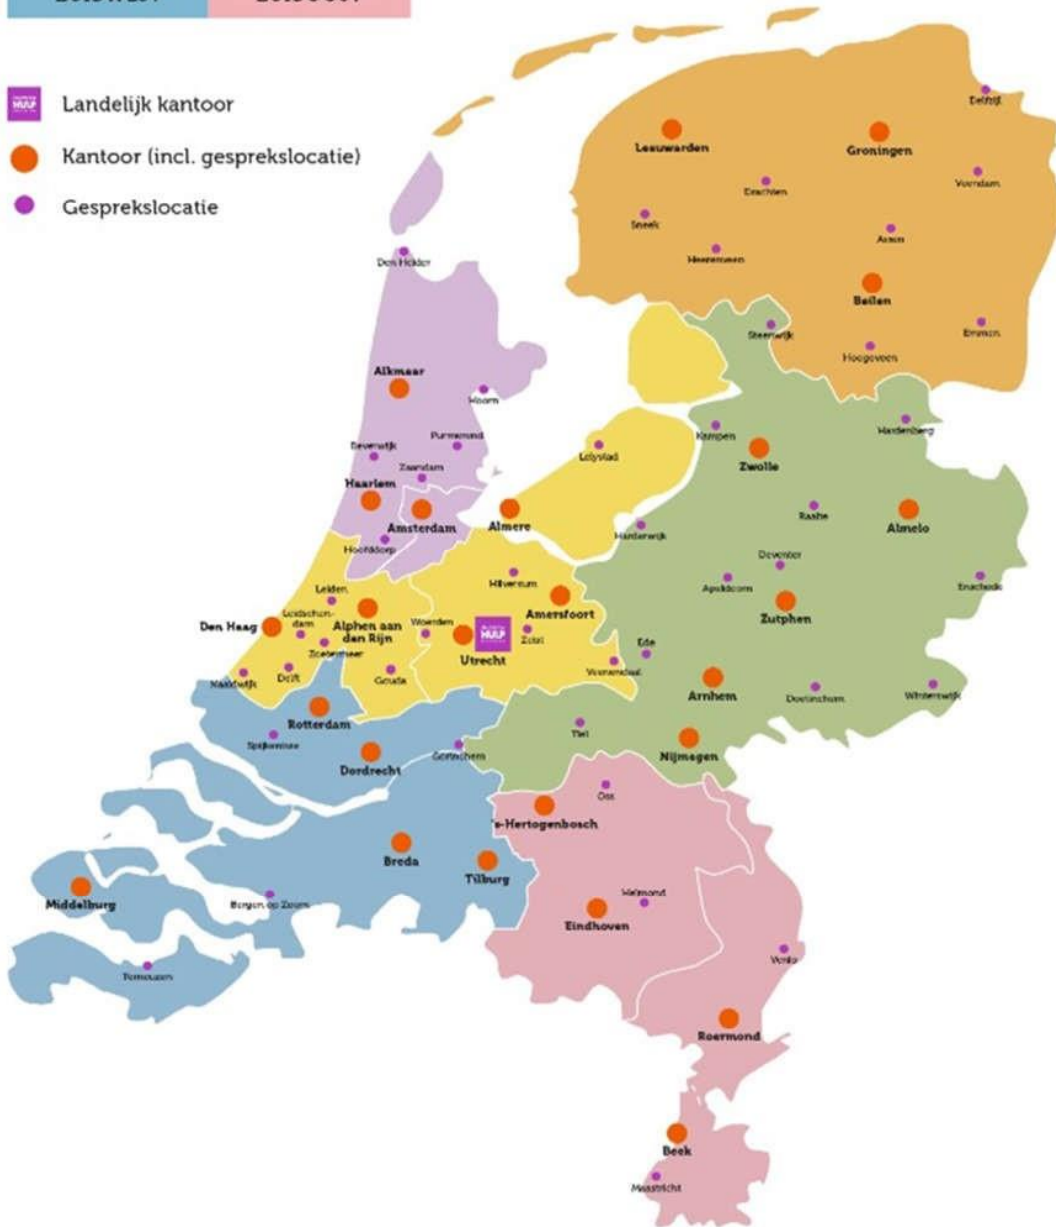 Landelijk kantoor
Kantoor (incl. gesprekslocatie)
Gesprekslocatie
Delfzijl
Leeuwarden
Groningen
Drachten
Veendam
Sneek
Assen
Heerenveen
Den Helder
Beilen
Steenwijk
Emmen
Hoogeveen
Alkmaar
Hoorn
Kampen
Hardenberg
Purmerend
Beverwijk
Lelystad
Zwolle
Zaandam
Haarlem
Amsterdam
Almere
Raalte
Almelo
Harderwijk
Hoofddorp
Deventer
Hilversum
Apeldoorn
Enschede
Leiden
Amersfoort
Zutphen
Leidschen-
dam
Den Haag
Alphen aan
den Rijn
Woerden
HULP
Zeist
Zoetermeer
Utrecht
Ede
Veenendaal
Naaldwijk
Delft
Gouda
Arnhem
Doetinchem
Winterswijk
Rotterdam
Tiel
Spijkenisse
Gorinchem
Nijmegen
Dordrecht
Oss
's-Hertogenbosch
Breda
Tilburg
Middelburg
Bergen op Zoom
Helmond
Eindhoven
Venlo
Terneuzen
Roermond
Beek
Maastricht